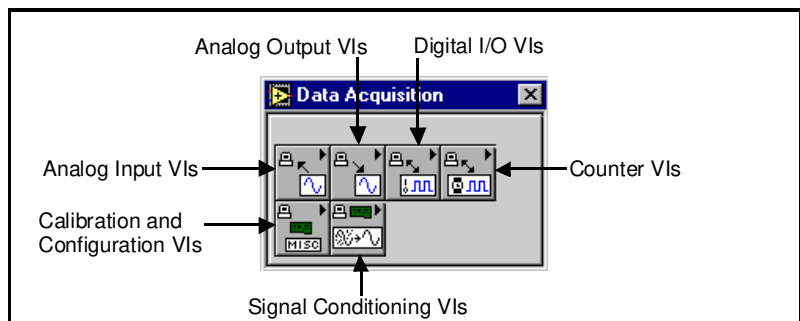 Analog Output VIs
Digital I/O VIs
Data Acquisition
Analog Input VIs
Counter VIs
Calibration and
Configuration VIs
MISC
Signal Conditioning VIs